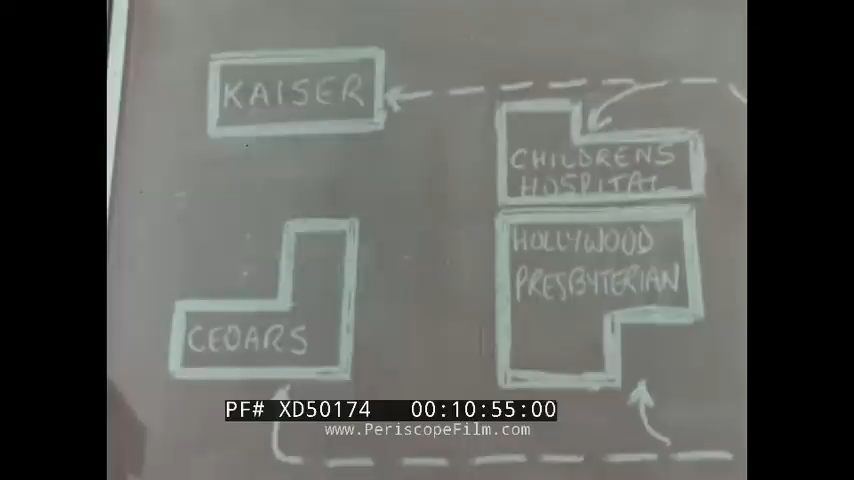 KAISER
CHILDRENS
HOSPITAL
HOLLYWOOD
PRESBYTERIAN
CEDARS
PF# XD50174 00:10:55:00
www.PeriscopeFilm.com